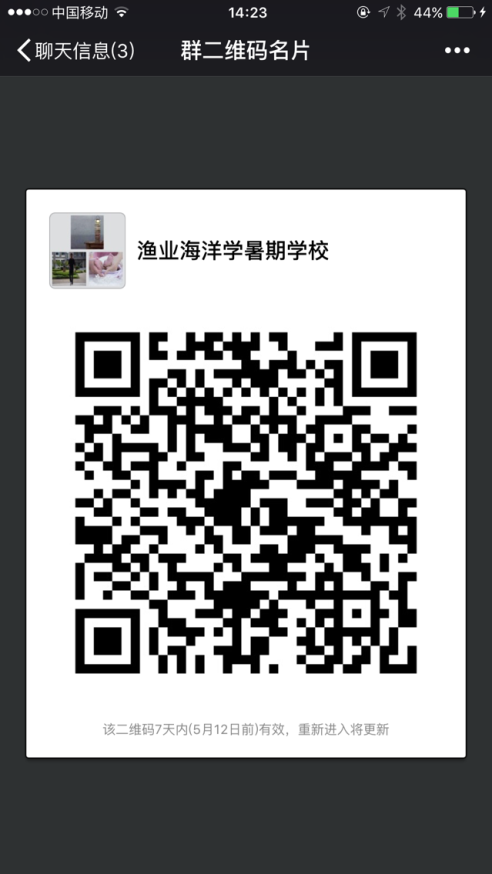 中国移动 14:23 44%
聊天信息(3) 群二维码名片
渔业海洋学暑期学校
该二维码7天内(5月12日前)有效，重新进入将更新